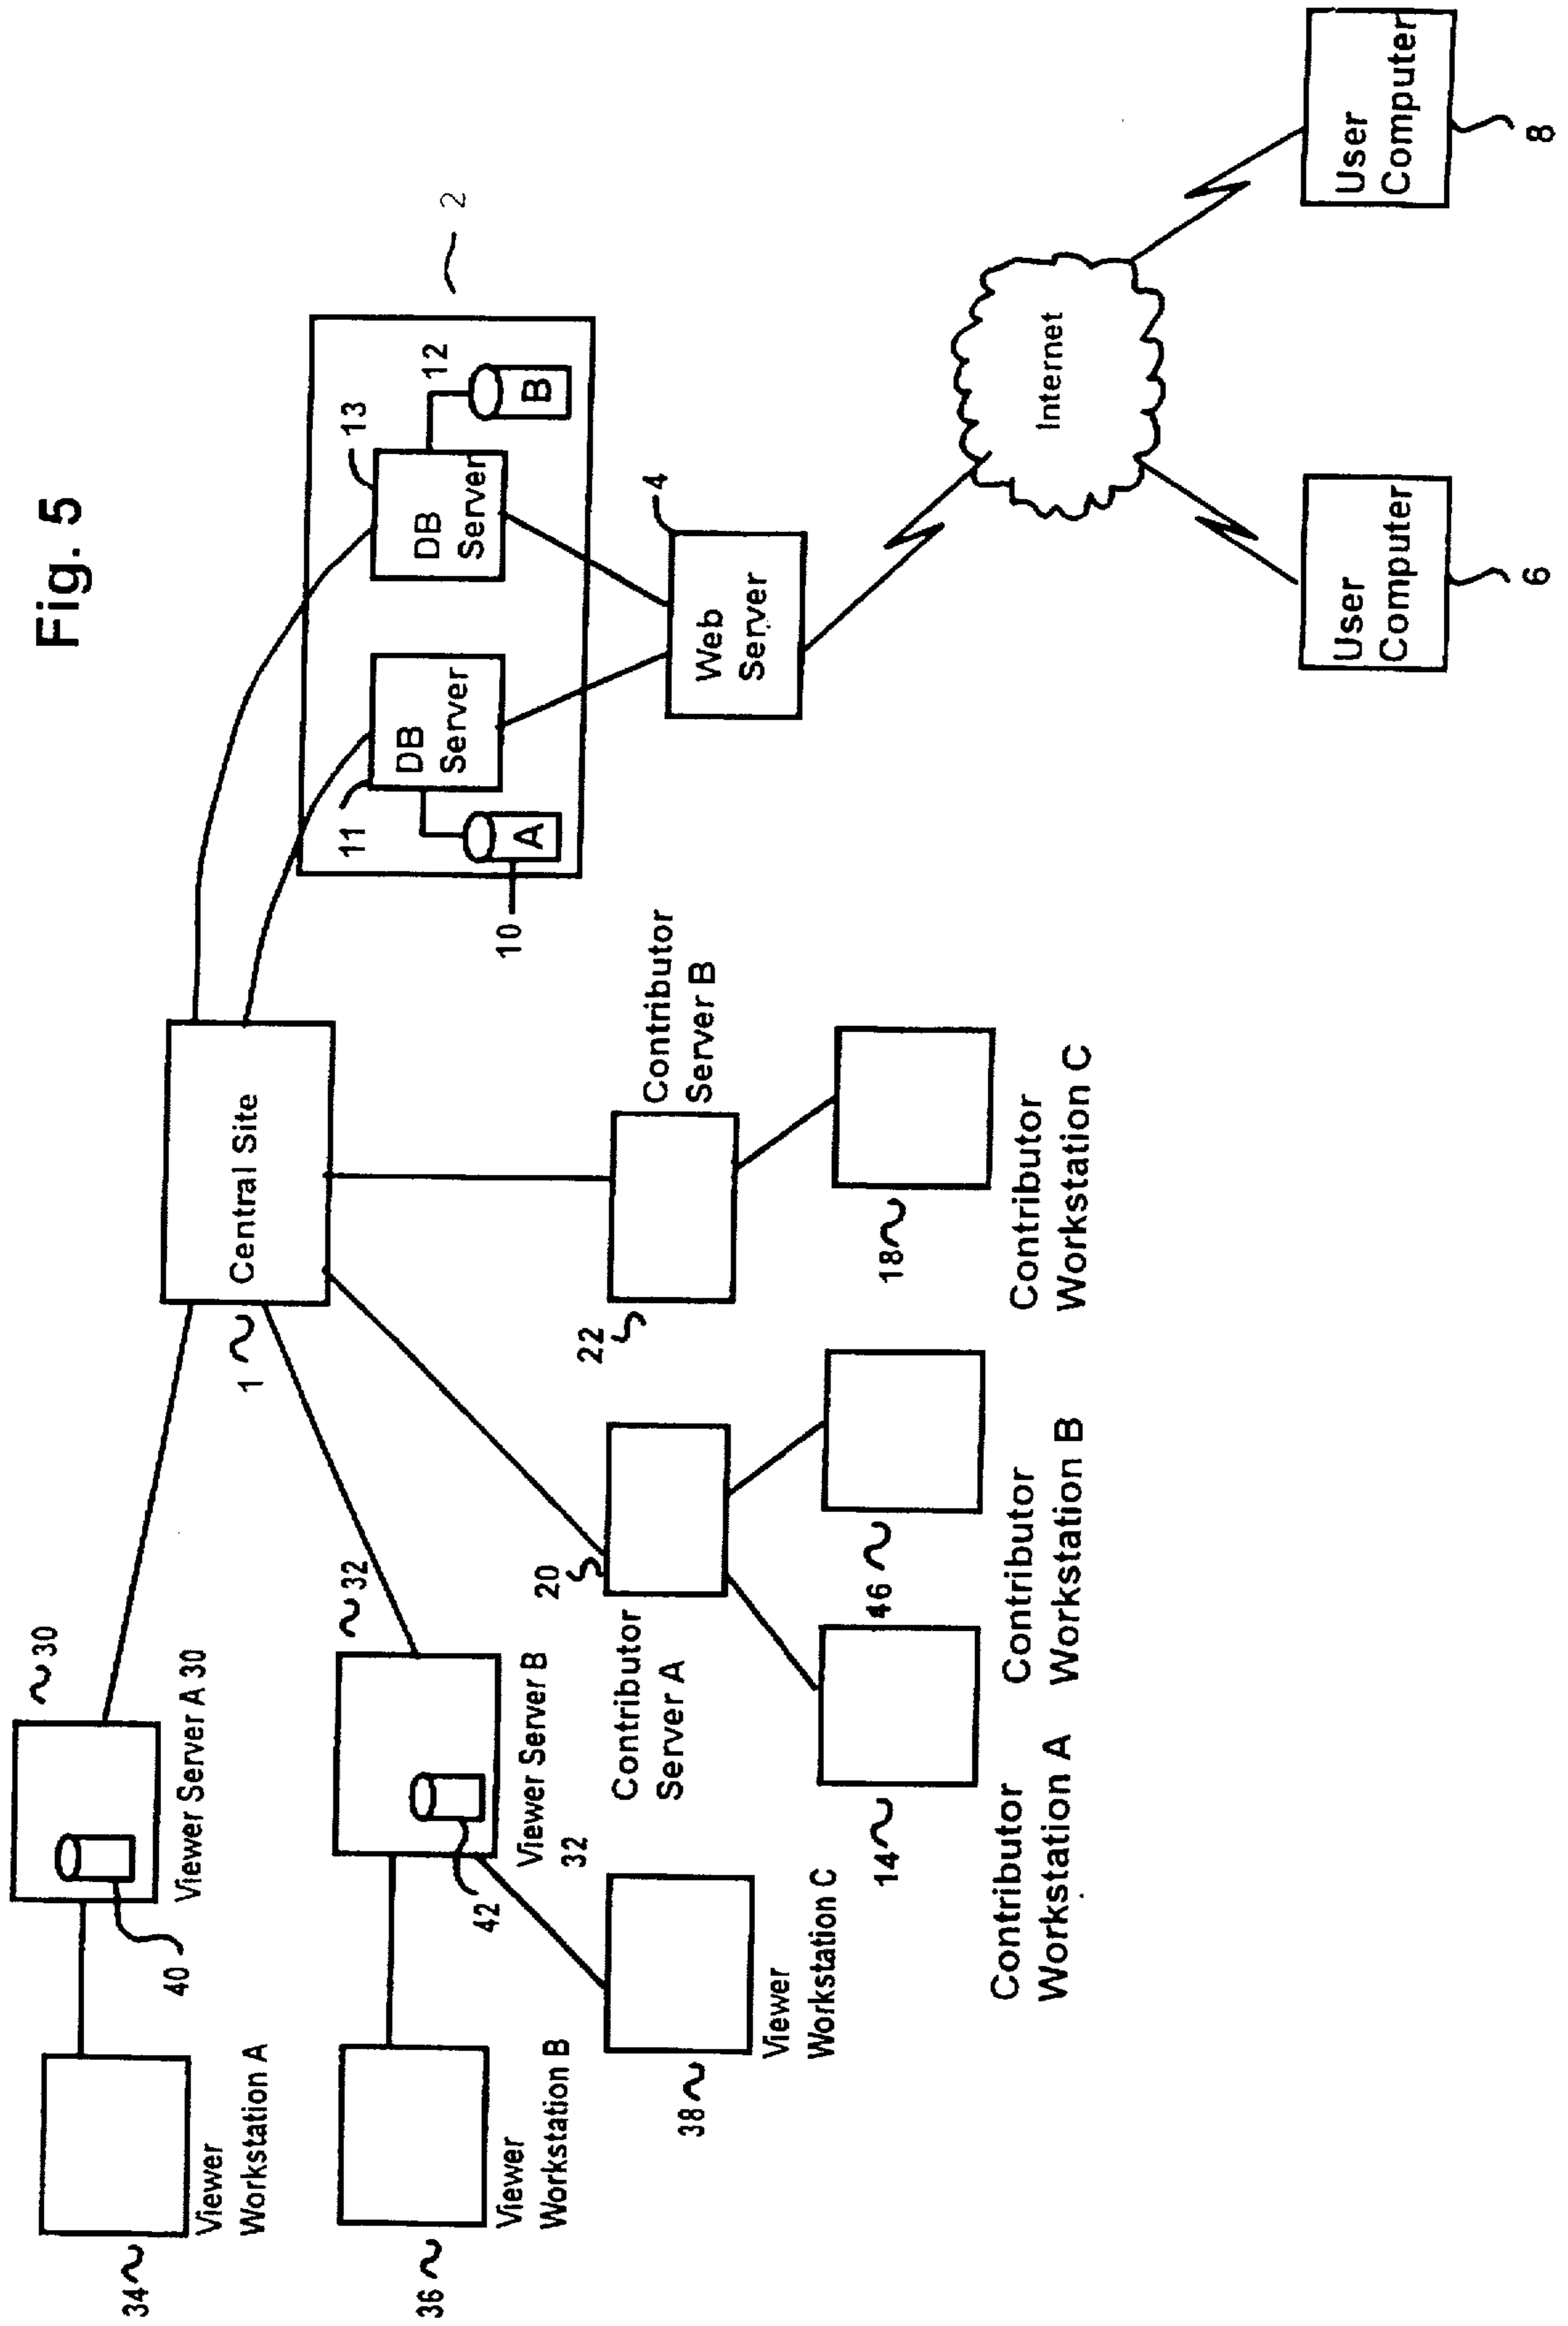 Fig. 5
34
Viewer
Workstation A
40
30
Viewer Server A 30
36
Viewer
Workstation B
42
32
Viewer Server B
32
38
Viewer
Workstation C
1
Central Site
20
Contributor
Server A
22
Contributor
Server B
14
Contributor
Workstation A
46
Contributor
Workstation B
18
Contributor
Workstation C
2
11
DB
Server
10
A
13
DB
Server
12
B
4
Web
Server
Internet
User
Computer
6
User
Computer
8